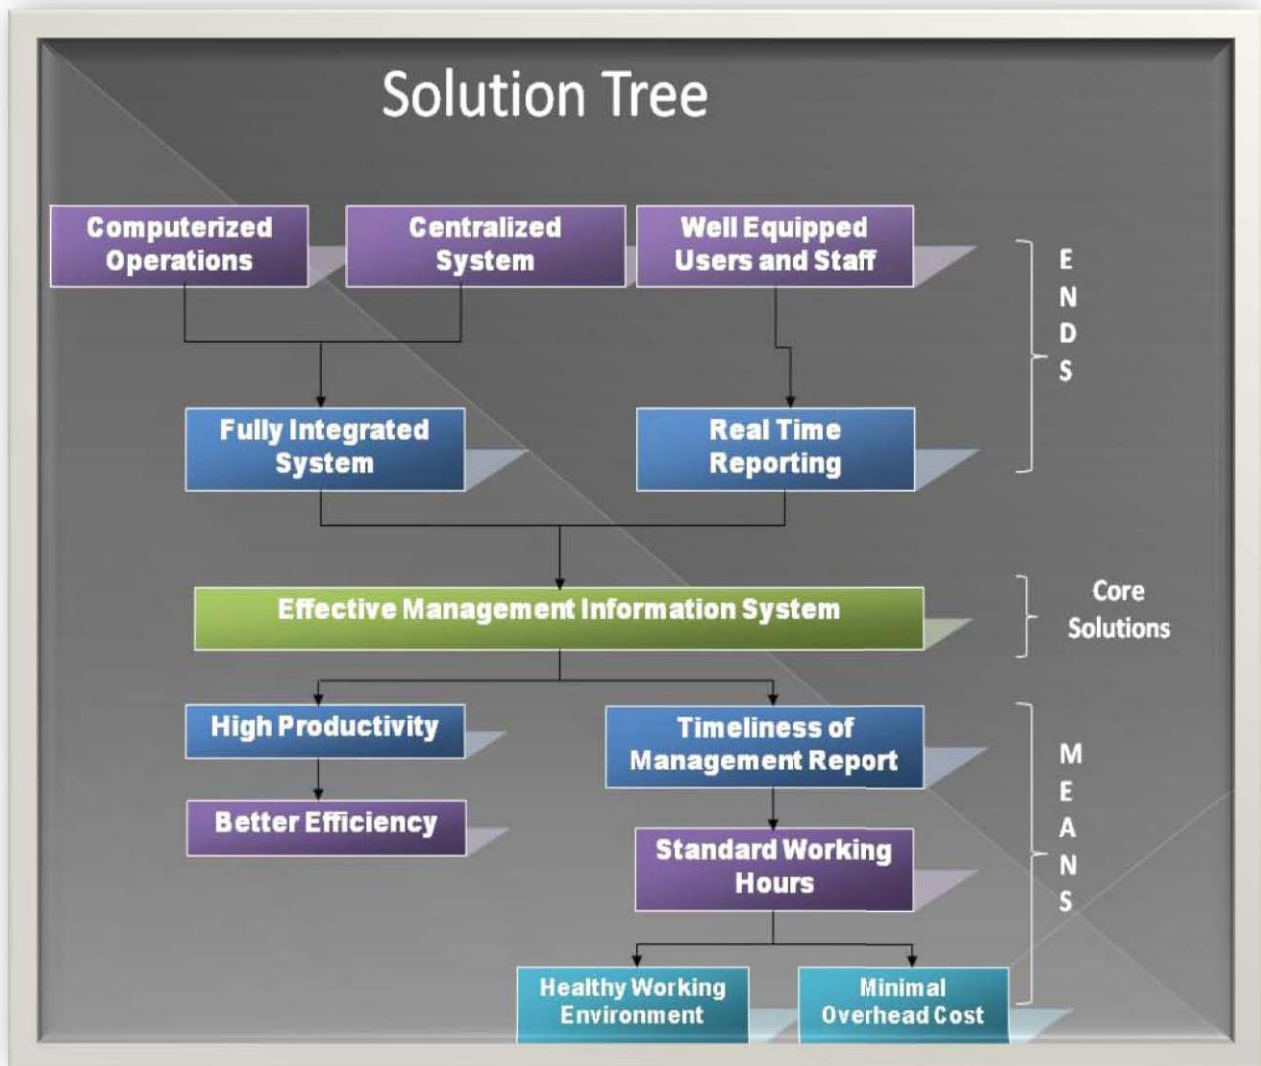 Solution Tree
Computerized
Operations
Centralized
System
Well Equipped
Users and Staff
E
N
D
S
Fully Integrated
System
Real Time
Reporting
Effective Management Information System
Core
Solutions
High Productivity
Timeliness of
Management Report
Better Efficiency
Standard Working
Hours
M
E
A
N
S
Healthy Working
Environment
Minimal
Overhead Cost